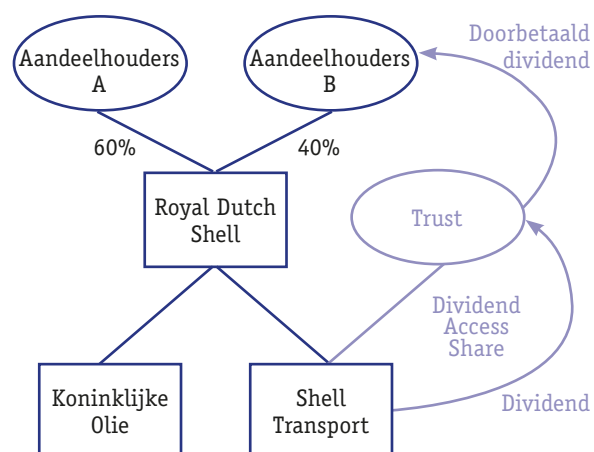 Aandeelhouders
A
Aandeelhouders
B
Doorbetaald
dividend
60%
40%
Royal Dutch
Shell
Trust
Dividend
Access
Share
Koninklijke
Olie
Shell
Transport
Dividend